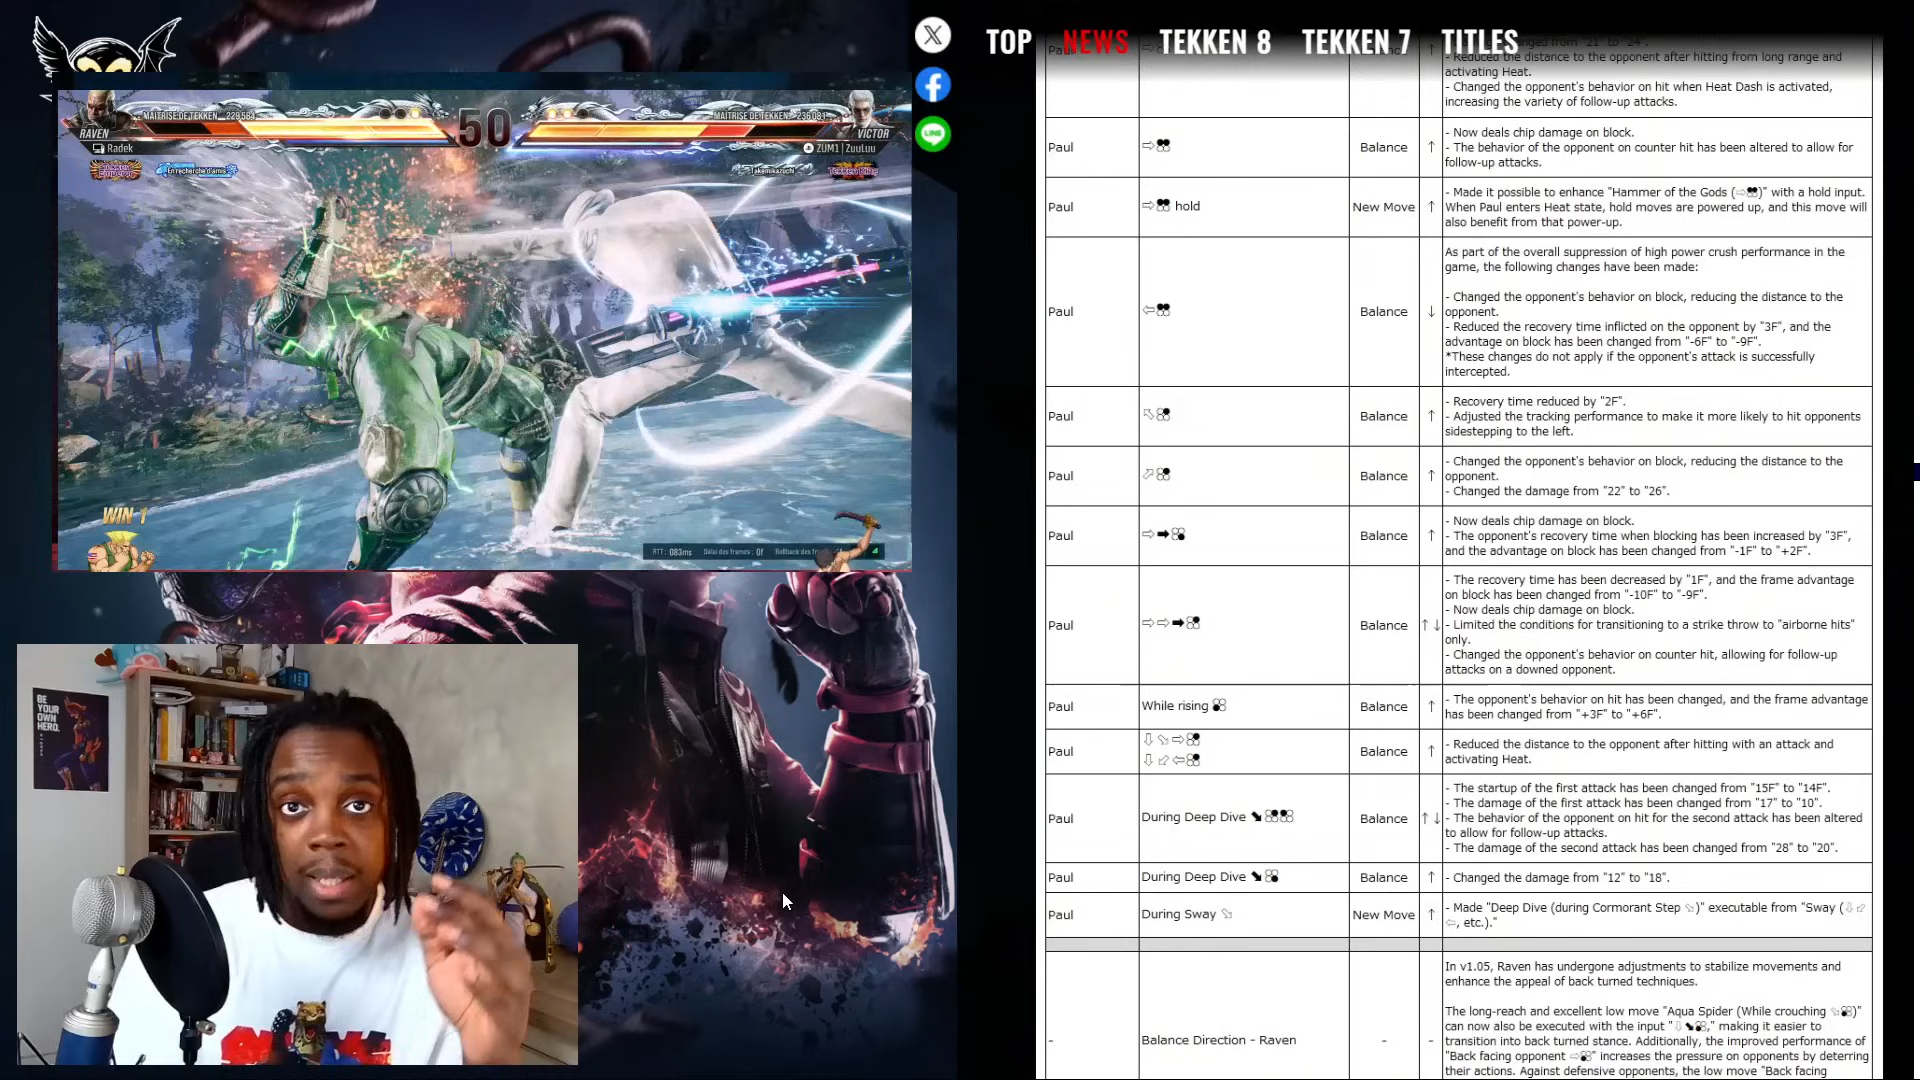 TOP NEWS TEKKEN 8 TEKKEN 7 TITLES
MAITRISE DE TEKKEN 229 584
50
MAITRISE DE TEKKEN 236 081
RAVEN
VICTOR
Radek
ZUM1 | ZuuLuu
En recherche d'amis
Takemikazuchi
WIN 1
RTT : 083ms Délai des frames : 0f
BE
YOUR
OWN
HERO.
Paul
- Reduced the distance to the opponent after hitting from long range and
activating Heat.
- Changed the opponent's behavior on hit when Heat Dash is activated,
increasing the variety of follow-up attacks.
Paul ⇨ Balance ↑
- Now deals chip damage on block.
- The behavior of the opponent on counter hit has been altered to allow for
follow-up attacks.
Paul ⇨ hold New Move ↑
- Made it possible to enhance "Hammer of the Gods (⇨)" with a hold input.
When Paul enters Heat state, hold moves are powered up, and this move will
also benefit from that power-up.
Paul ⇦ Balance ↓
As part of the overall suppression of high power crush performance in the
game, the following changes have been made:
- Changed the opponent's behavior on block, reducing the distance to the
opponent.
- Reduced the recovery time inflicted on the opponent by "3F", and the
advantage on block has been changed from "-6F" to "-9F".
*These changes do not apply if the opponent's attack is successfully
intercepted.
Paul Balance ↑
- Recovery time reduced by "2F".
- Adjusted the tracking performance to make it more likely to hit opponents
sidestepping to the left.
Paul Balance ↑
- Changed the opponent's behavior on block, reducing the distance to the
opponent.
- Changed the damage from "22" to "26".
Paul ⇨➡ Balance ↑
- Now deals chip damage on block.
- The opponent's recovery time when blocking has been increased by "3F",
and the advantage on block has been changed from "-1F" to "+2F".
Paul ⇨⇨➡ Balance ↑↓
- The recovery time has been decreased by "1F", and the frame advantage
on block has been changed from "-10F" to "-9F".
- Now deals chip damage on block.
- Limited the conditions for transitioning to a strike throw to "airborne hits"
only.
- Changed the opponent's behavior on counter hit, allowing for follow-up
attacks on a downed opponent.
Paul While rising Balance ↑
- The opponent's behavior on hit has been changed, and the frame advantage
has been changed from "+3F" to "+6F".
Paul Balance ↑
- Reduced the distance to the opponent after hitting with an attack and
activating Heat.
Paul During Deep Dive Balance ↑↓
- The startup of the first attack has been changed from "15F" to "14F".
- The damage of the first attack has been changed from "17" to "10".
- The behavior of the opponent on hit for the second attack has been altered
to allow for follow-up attacks.
- The damage of the second attack has been changed from "28" to "20".
Paul During Deep Dive Balance ↑
- Changed the damage from "12" to "18".
Paul During Sway New Move ↑
- Made "Deep Dive (during Cormorant Step ⬂)" executable from "Sway (⇩⬃
⇦, etc.)."
- Balance Direction - Raven - -
In v1.05, Raven has undergone adjustments to stabilize movements and
enhance the appeal of back turned techniques.
The long-reach and excellent low move "Aqua Spider (While crouching )"
can now also be executed with the input "," making it easier to
transition into back turned stance. Additionally, the improved performance of
"Back facing opponent ⇨" increases the pressure on opponents by deterring
their actions. Against defensive opponents, the low move "Back facing